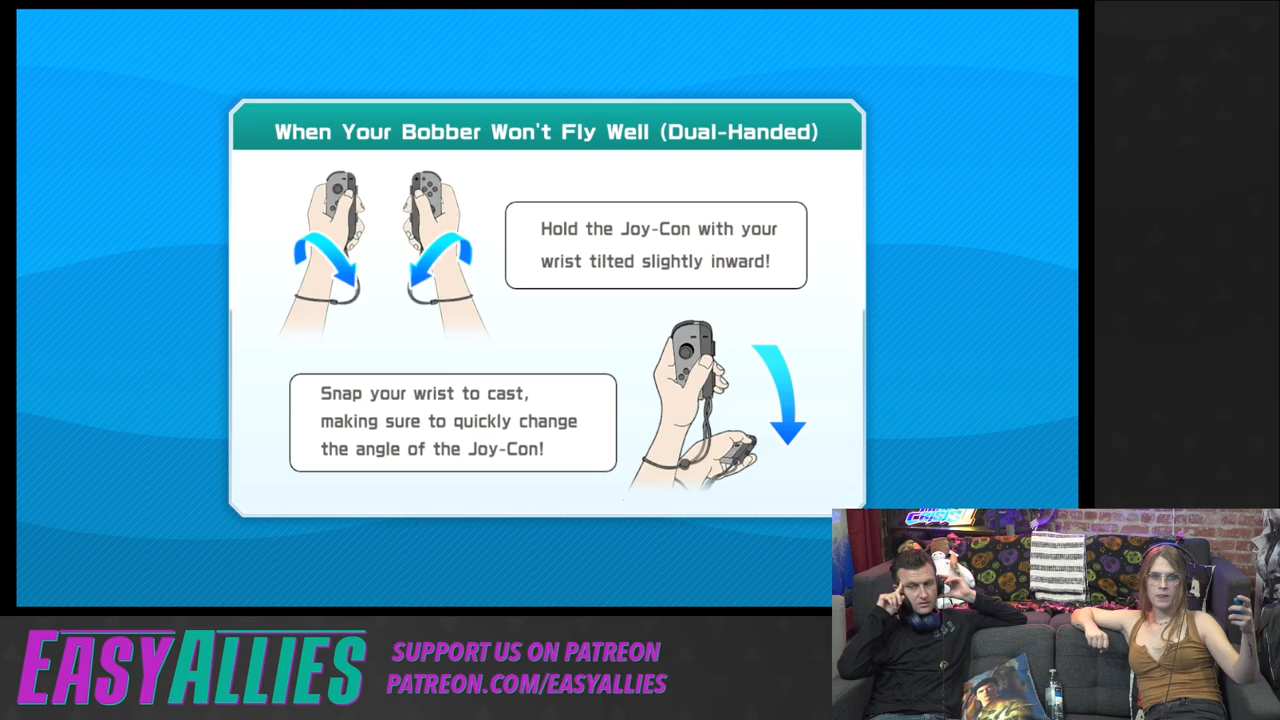 When Your Bobber Won't Fly Well (Dual-Handed)
Hold the Joy-Con with your
wrist tilted slightly inward!
Snap your wrist to cast,
making sure to quickly change
the angle of the Joy-Con!
EASYALLIES
SUPPORT US ON PATREON
PATREON.COM/EASYALLIES